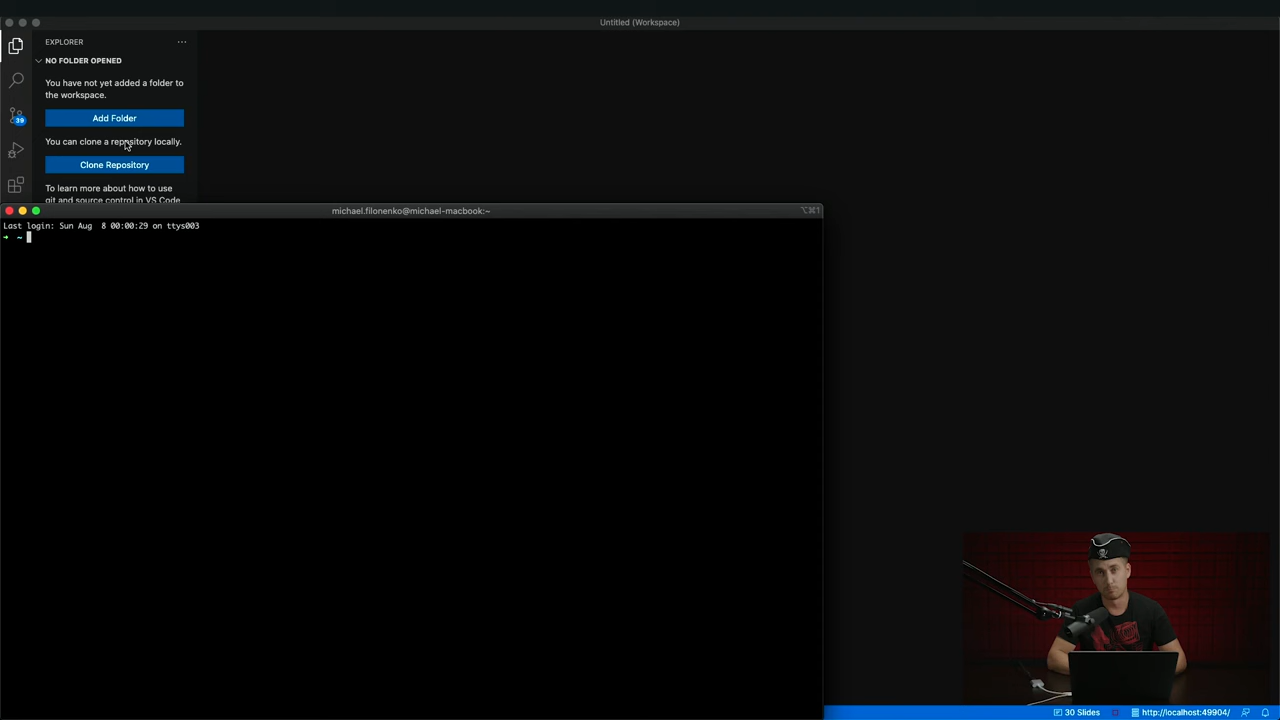 Untitled (Workspace)
EXPLORER
NO FOLDER OPENED
You have not yet added a folder to
the workspace.
Add Folder
You can clone a repository locally.
39
Clone Repository
To learn more about how to use
git and source control in VS Code
michael.filonenko@michael-macbook:~
⌥⌘1
Last login: Sun Aug  8 00:00:29 on ttys003
➜ ~
30 Slides
http://localhost:49904/